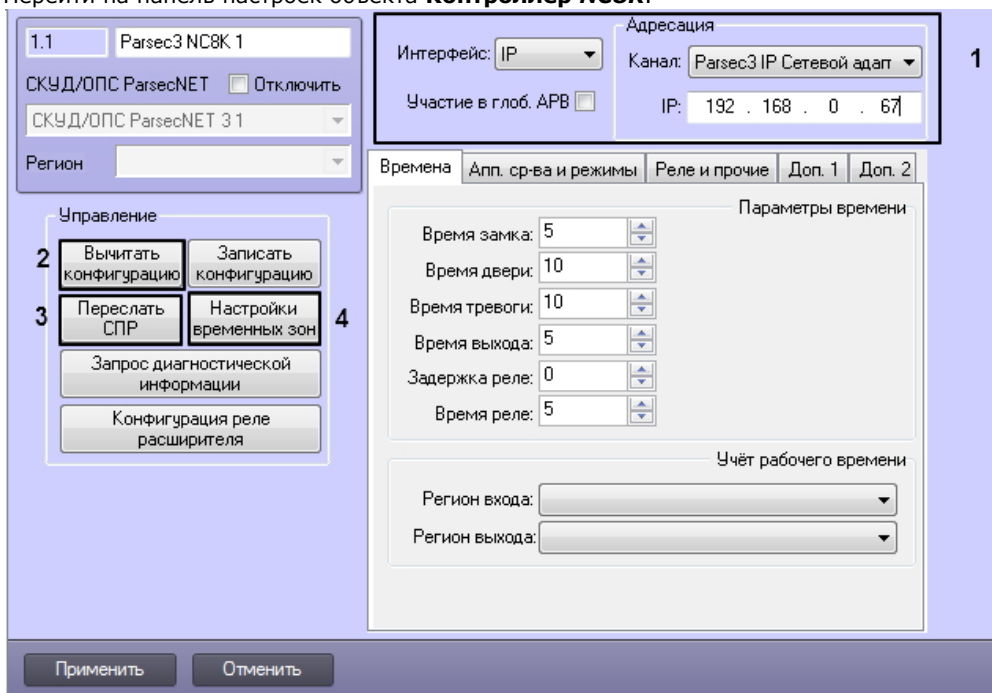 Перейти на панель настроек объекта Контроллер NC8K.
1.1 Parsec3 NC8K 1
СКУД/ОПС ParsecNET Отключить
СКУД/ОПС ParsecNET 3 1
Регион
Интерфейс: IP
Участие в глоб. APB
Адресация
Канал: Parsec3 IP Сетевой адап
IP: 192 . 168 . 0 . 67
1
Управление
2
Вычитать конфигурацию
Записать конфигурацию
3
Переслать СПР
Настройки временных зон
4
Запрос диагностической информации
Конфигурация реле расширителя
Времена Апп. ср-ва и режимы Реле и прочие Доп. 1 Доп. 2
Параметры времени
Время замка: 5
Время двери: 10
Время тревоги: 10
Время выхода: 5
Задержка реле: 0
Время реле: 5
Учёт рабочего времени
Регион входа:
Регион выхода:
Применить Отменить